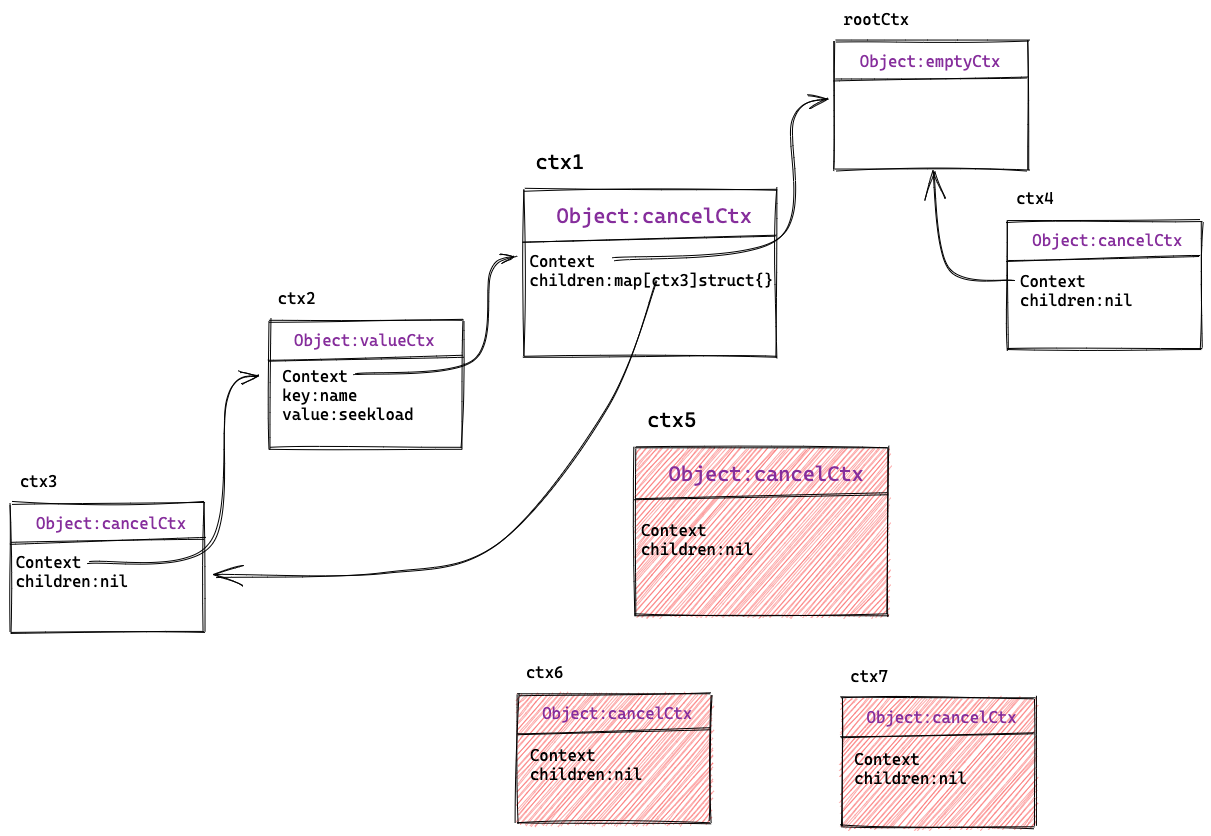 rootCtx
Object:emptyCtx
ctx1
Object:cancelCtx
Context
children:map[ctx3]struct{}
ctx4
Object:cancelCtx
Context
children:nil
ctx2
Object:valueCtx
Context
key:name
value:seekload
ctx3
Object:cancelCtx
Context
children:nil
ctx5
Object:cancelCtx
Context
children:nil
ctx6
Object:cancelCtx
Context
children:nil
ctx7
Object:cancelCtx
Context
children:nil